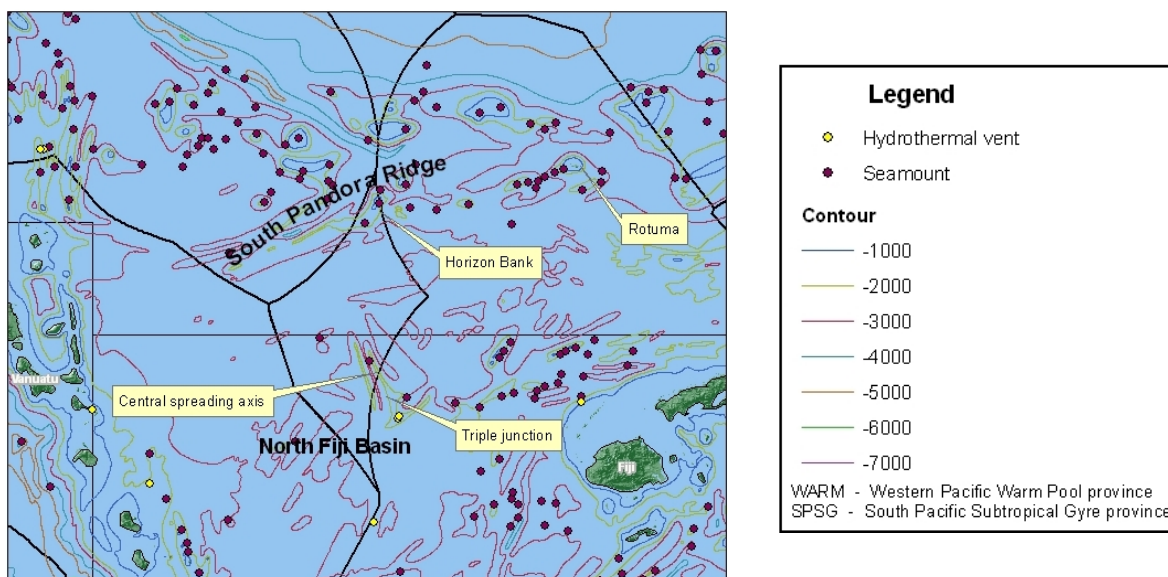 South Pandora Ridge
Rotuma
Horizon Bank
Vanuatu
Central spreading axis
Triple junction
North Fiji Basin
Fiji
Legend
Hydrothermal vent
Seamount
Contour
-1000
-2000
-3000
-4000
-5000
-6000
-7000
WARM - Western Pacific Warm Pool province
SPSG - South Pacific Subtropical Gyre province